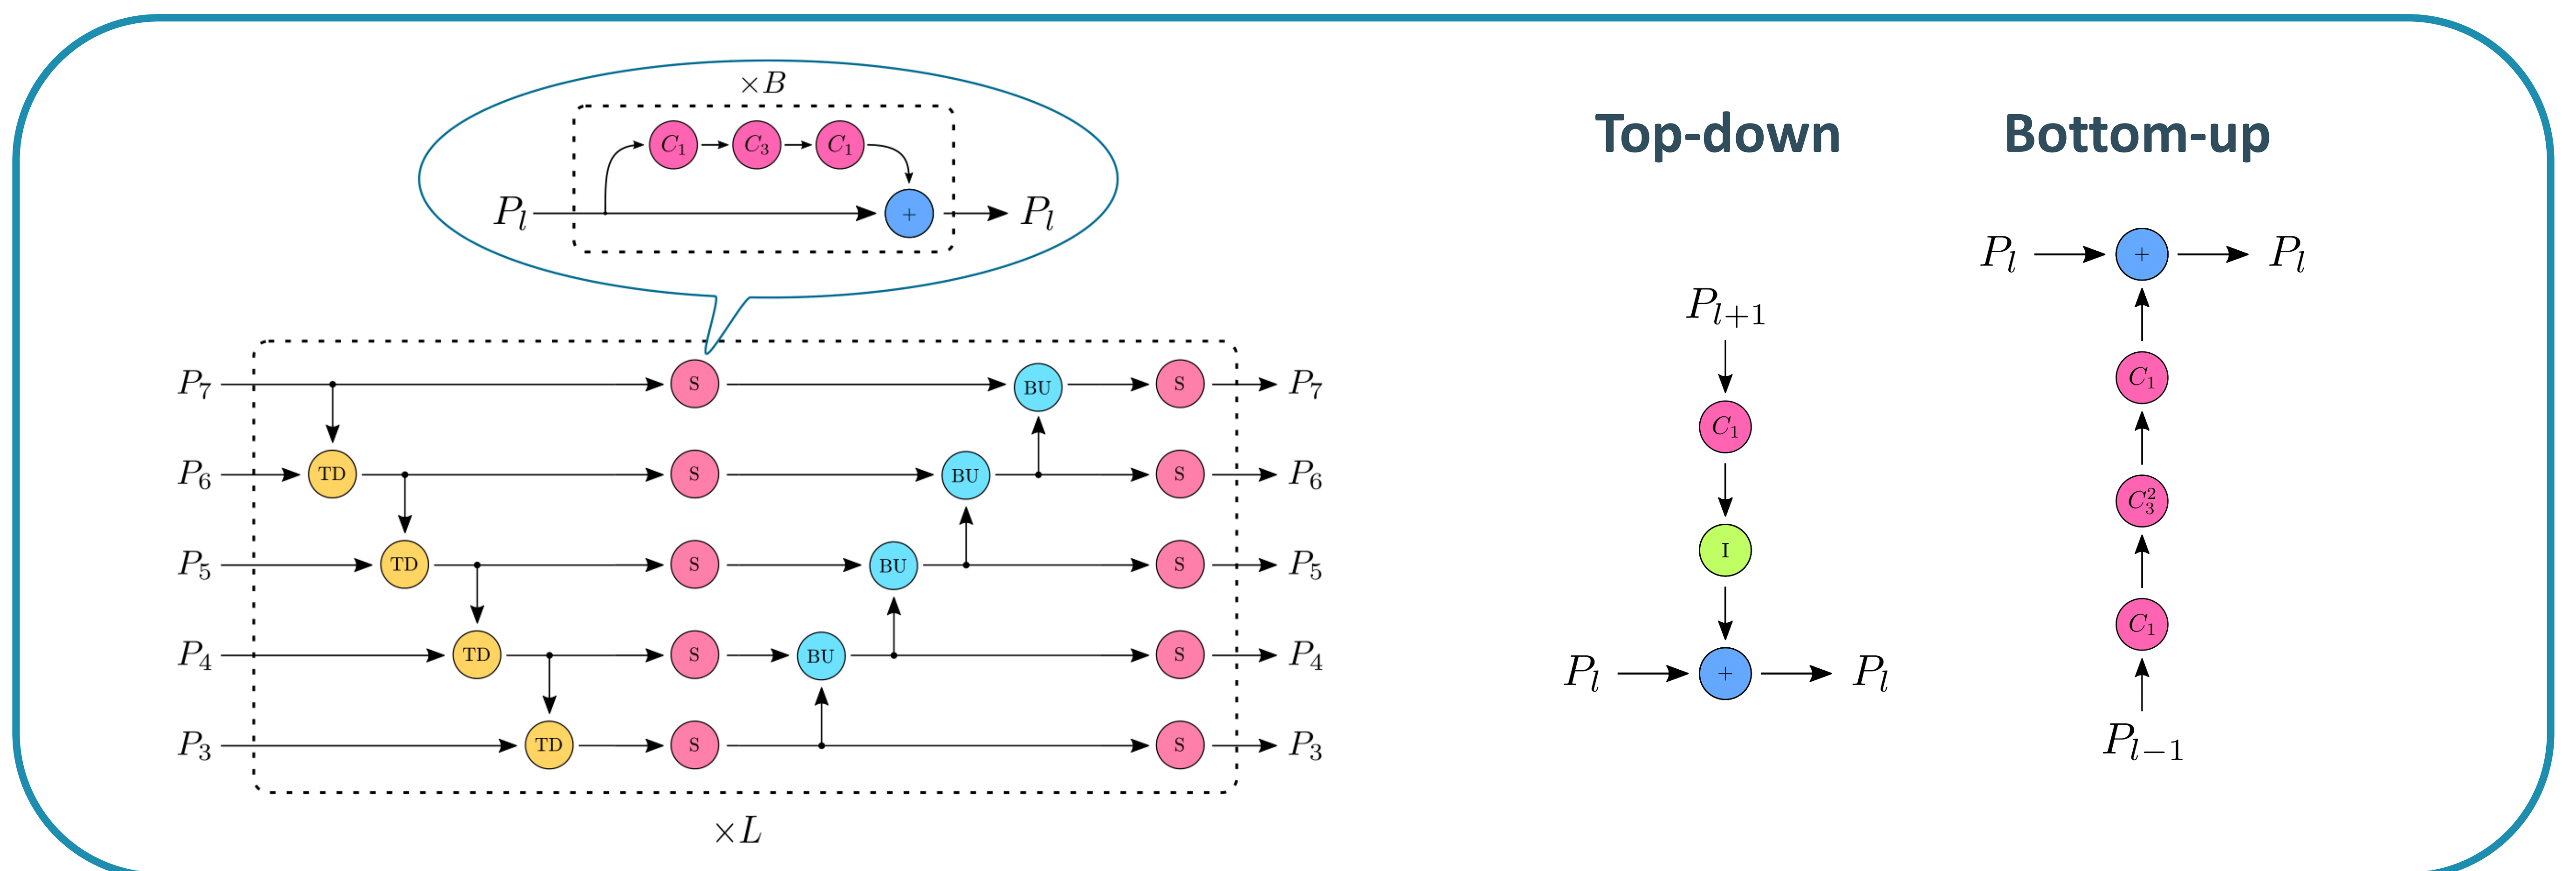 ×B
C₁ C₃ C₁
Pₗ + Pₗ
P₇ S BU S P₇
P₆ TD S BU S P₆
P₅ TD S BU S P₅
P₄ TD S BU S P₄
P₃ TD S S P₃
×L
Top-down
Pₗ₊₁
C₁
I
Pₗ + Pₗ
Bottom-up
Pₗ + Pₗ
C₁
C₃²
C₁
Pₗ₋₁